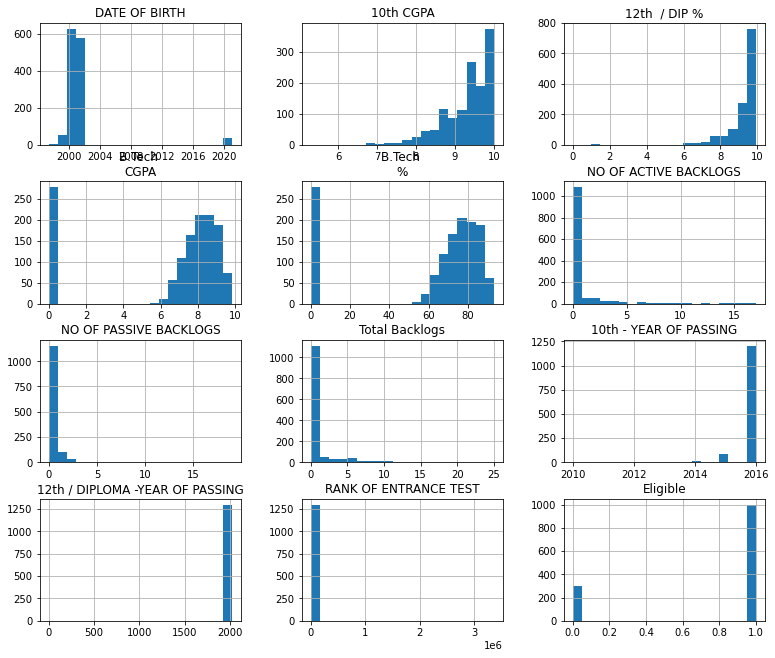 DATE OF BIRTH
600
400
200
0
2000 2004 2008 2012 2016 2020
10th CGPA
300
200
100
0
6 7 8 9 10
12th / DIP %
800
600
400
200
0
0 2 4 6 8 10
B.Tech
CGPA
250
200
150
100
50
0
0 2 4 6 8 10
B.Tech
%
250
200
150
100
50
0
0 20 40 60 80
NO OF ACTIVE BACKLOGS
1000
800
600
400
200
0
0 5 10 15
NO OF PASSIVE BACKLOGS
1000
750
500
250
0
0 5 10 15
Total Backlogs
1000
800
600
400
200
0
0 5 10 15 20 25
10th - YEAR OF PASSING
1250
1000
750
500
250
0
2010 2012 2014 2016
12th / DIPLOMA -YEAR OF PASSING
1250
1000
750
500
250
0
0 500 1000 1500 2000
RANK OF ENTRANCE TEST
1250
1000
750
500
250
0
0 1 2 3
1e6
Eligible
1000
800
600
400
200
0
0.0 0.2 0.4 0.6 0.8 1.0